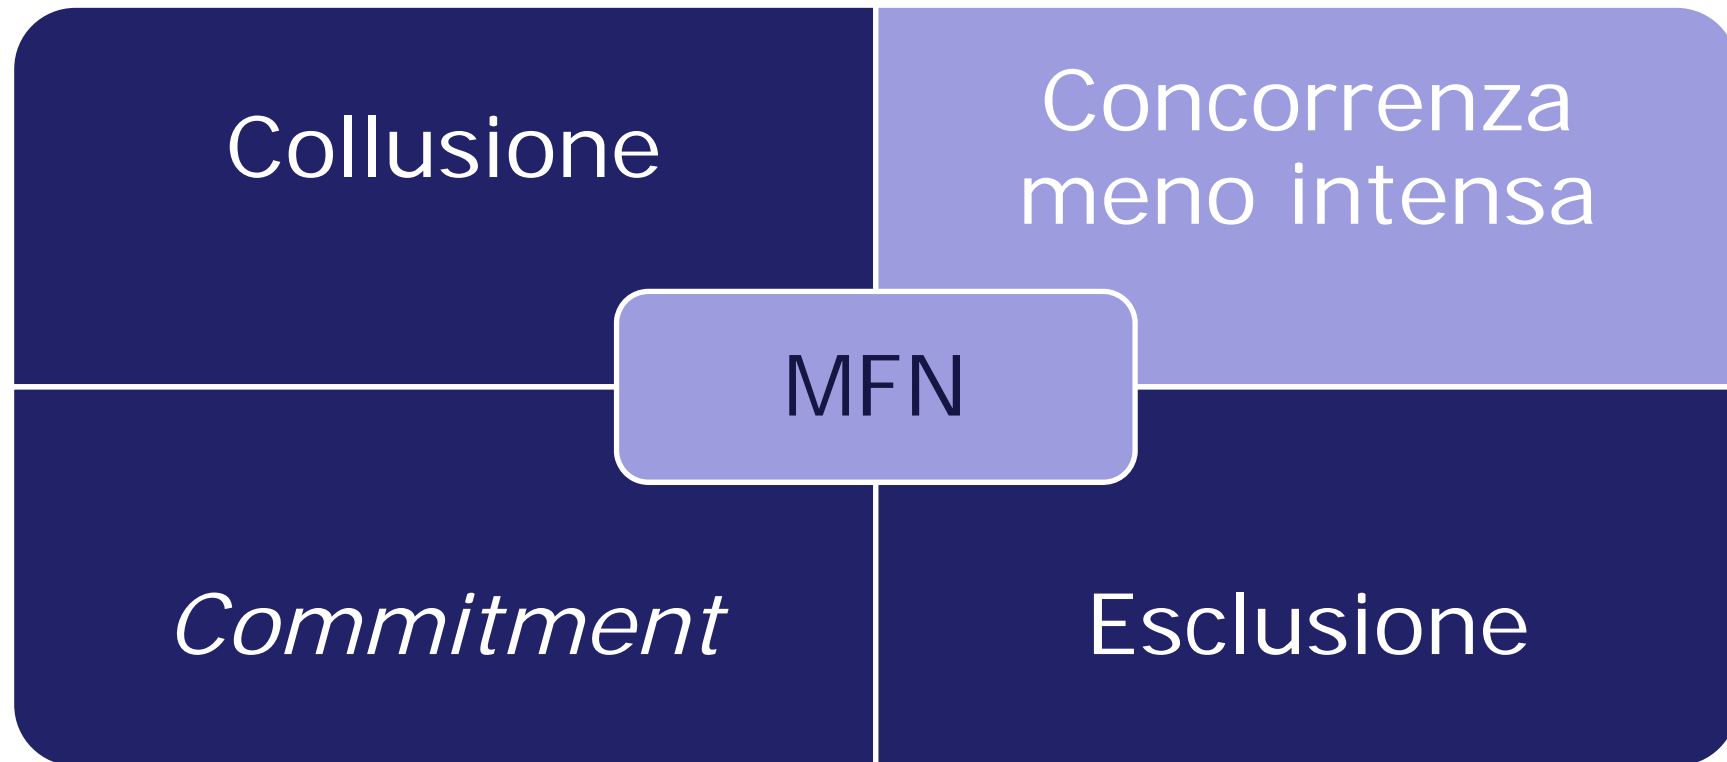 Collusione
Concorrenza
meno intensa
MFN
Commitment
Esclusione